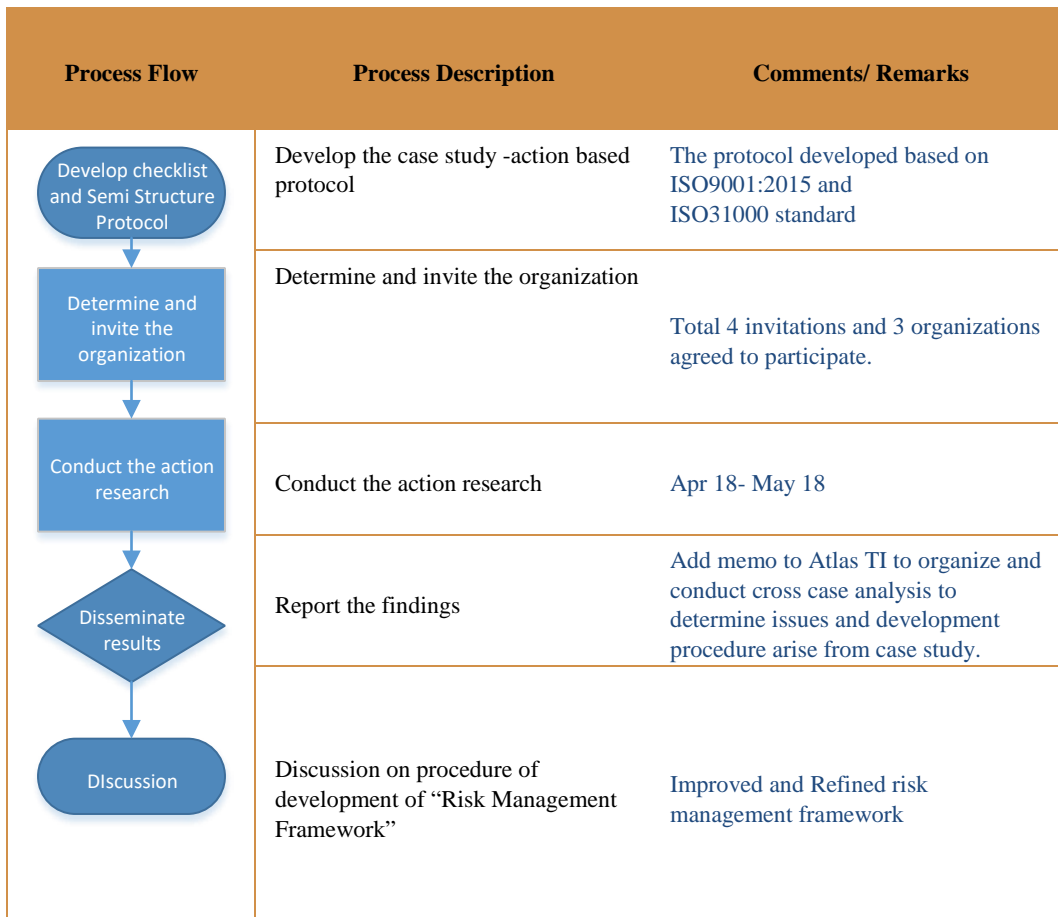 Process Flow
Process Description
Comments/ Remarks
Develop checklist
and Semi Structure
Protocol
Develop the case study -action based
protocol
The protocol developed based on
ISO9001:2015 and
ISO31000 standard
Determine and
invite the
organization
Determine and invite the organization
Total 4 invitations and 3 organizations
agreed to participate.
Conduct the action
research
Conduct the action research
Apr 18- May 18
Disseminate
results
Report the findings
Add memo to Atlas TI to organize and
conduct cross case analysis to
determine issues and development
procedure arise from case study.
DIscussion
Discussion on procedure of
development of “Risk Management
Framework”
Improved and Refined risk
management framework